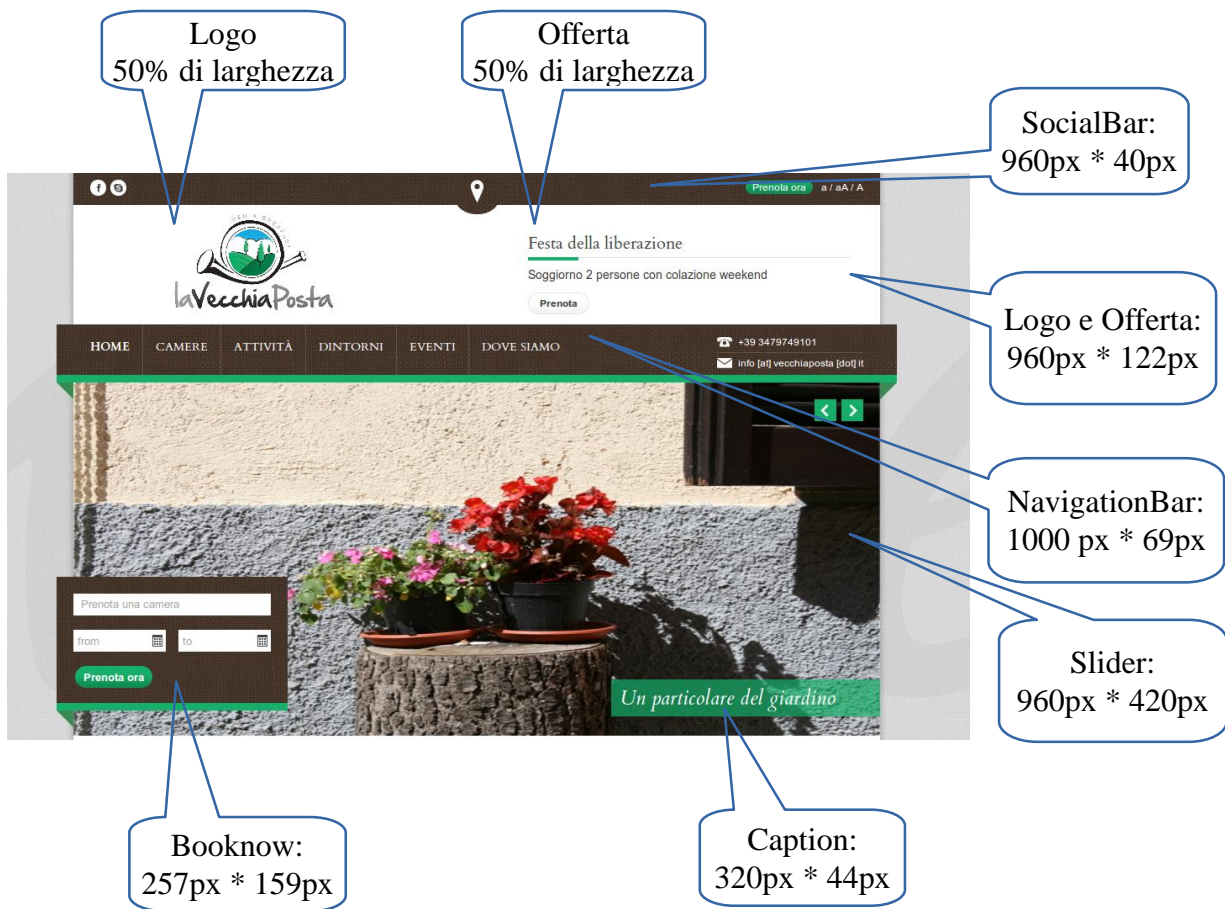 Logo
50% di larghezza
Offerta
50% di larghezza
SocialBar:
960px * 40px
Prenota ora
a / aA / A
laVecchiaPosta
Festa della liberazione
Soggiorno 2 persone con colazione weekend
Prenota
Logo e Offerta:
960px * 122px
HOME CAMERE ATTIVITÀ DINTORNI EVENTI DOVE SIAMO
+39 3479749101
info [at] vecchiaposta [dot] it
NavigationBar:
1000 px * 69px
Prenota una camera
from
to
Prenota ora
Un particolare del giardino
Slider:
960px * 420px
Booknow:
257px * 159px
Caption:
320px * 44px